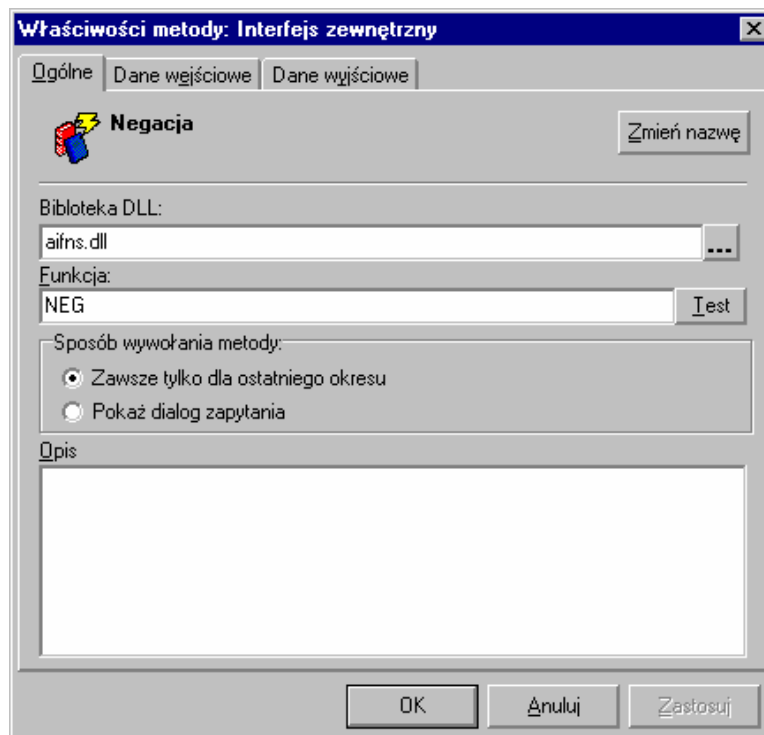 Właściwości metody: Interfejs zewnętrzny
Ogólne Dane wejściowe Dane wyjściowe
Negacja
Zmień nazwę
Bibloteka DLL:
aifns.dll ...
Funkcja:
NEG Test
Sposób wywołania metody:
Zawsze tylko dla ostatniego okresu
Pokaż dialog zapytania
Opis
OK Anuluj Zastosuj